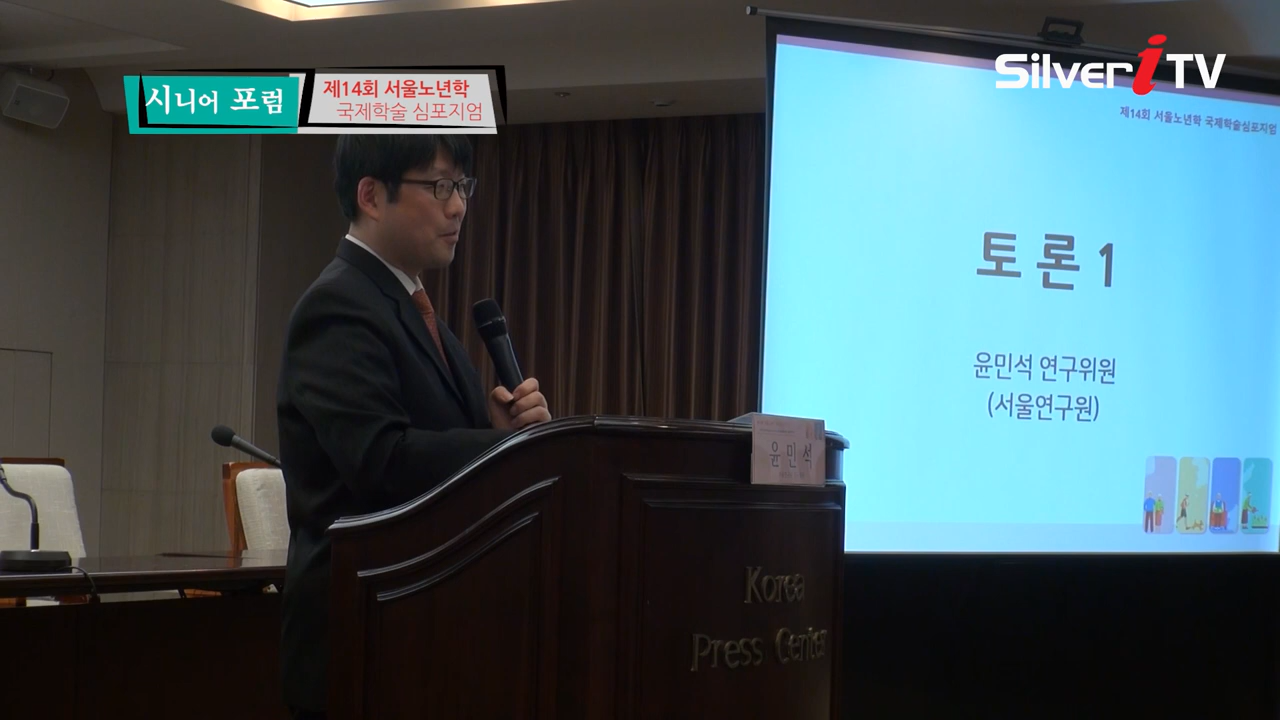 시니어 포럼
제14회 서울노년학
국제학술 심포지엄
Silver i TV
제14회 서울노년학 국제학술심포지엄
토론1
윤민석 연구위원
(서울연구원)
윤민석
Korea
Press Center